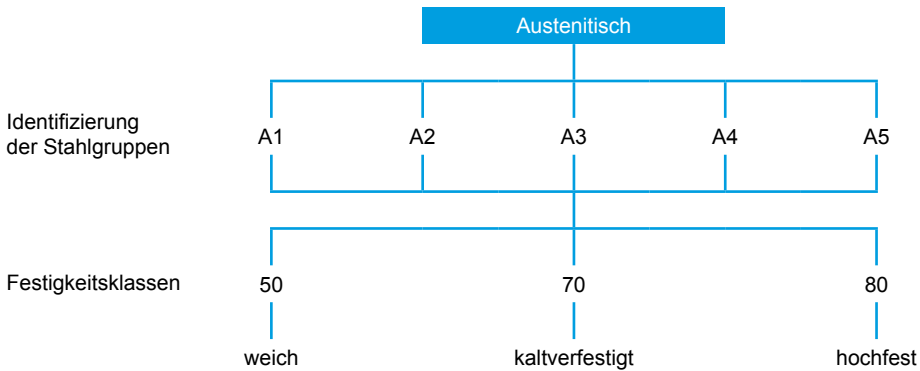 Austenitisch
Identifizierung
der Stahlgruppen
A1 A2 A3 A4 A5
Festigkeitsklassen
50 70 80
weich kaltverfestigt hochfest